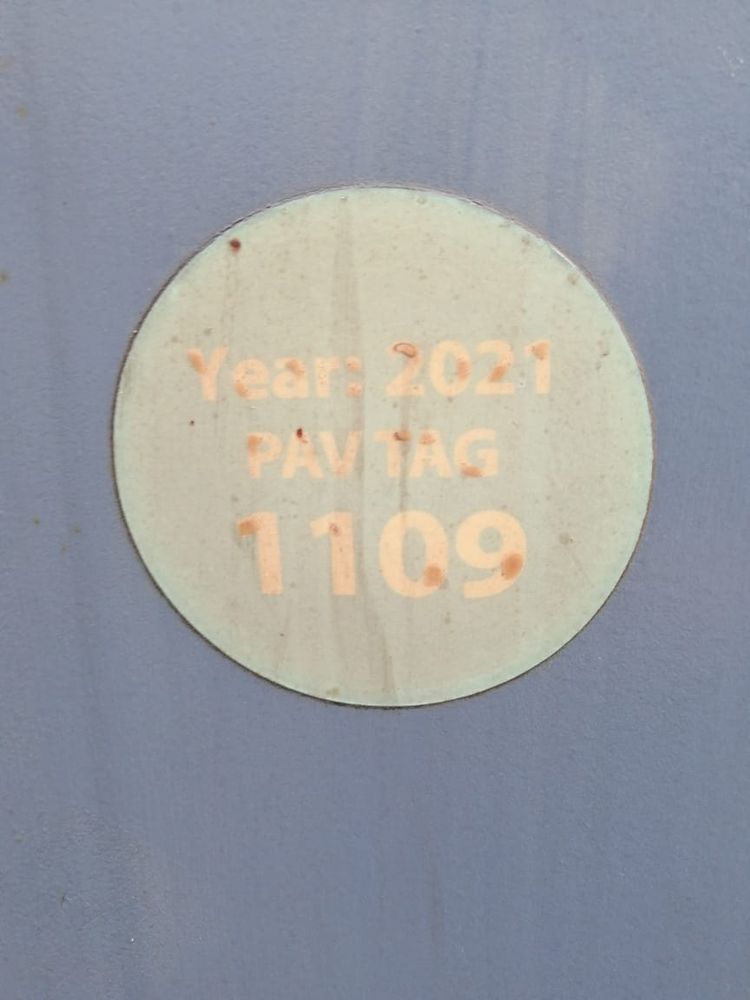 Year: 2021
PAV TAG
1109